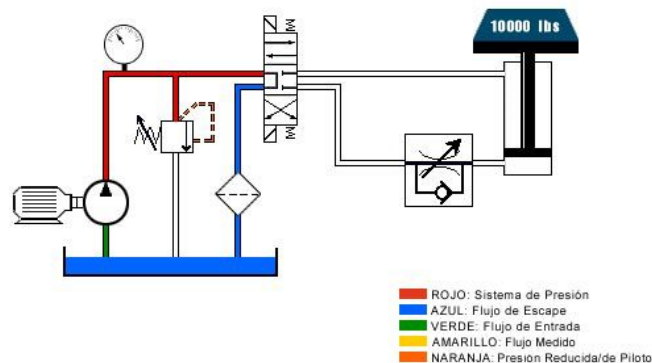 10000 lbs
ROJO: Sistema de Presión
AZUL: Flujo de Escape
VERDE: Flujo de Entrada
AMARILLO: Flujo Medido
NARANJA: Presión Reducida/de Piloto